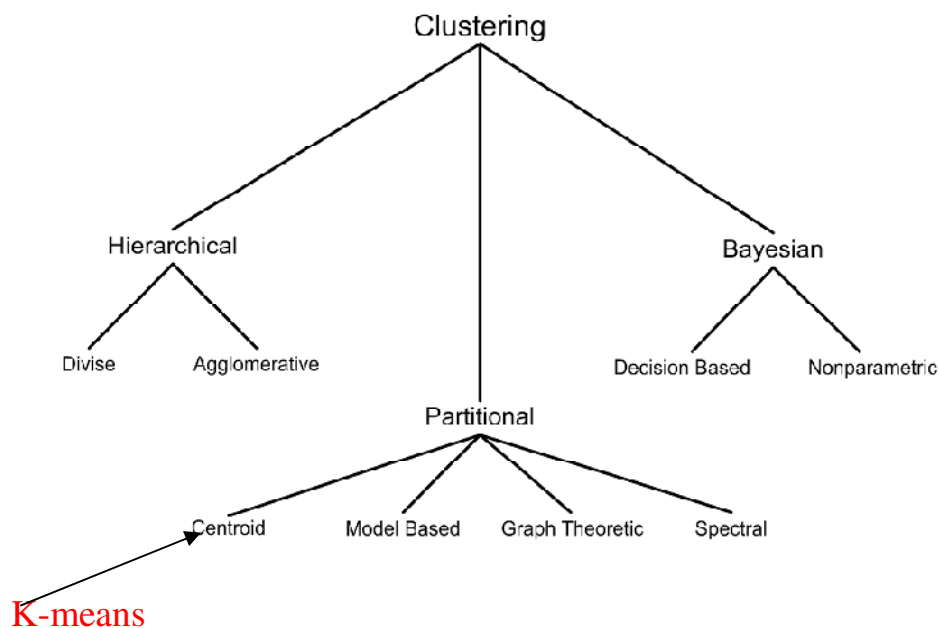 Clustering
Hierarchical
Bayesian
Divise
Agglomerative
Decision Based
Nonparametric
Partitional
Centroid
Model Based
Graph Theoretic
Spectral
K-means